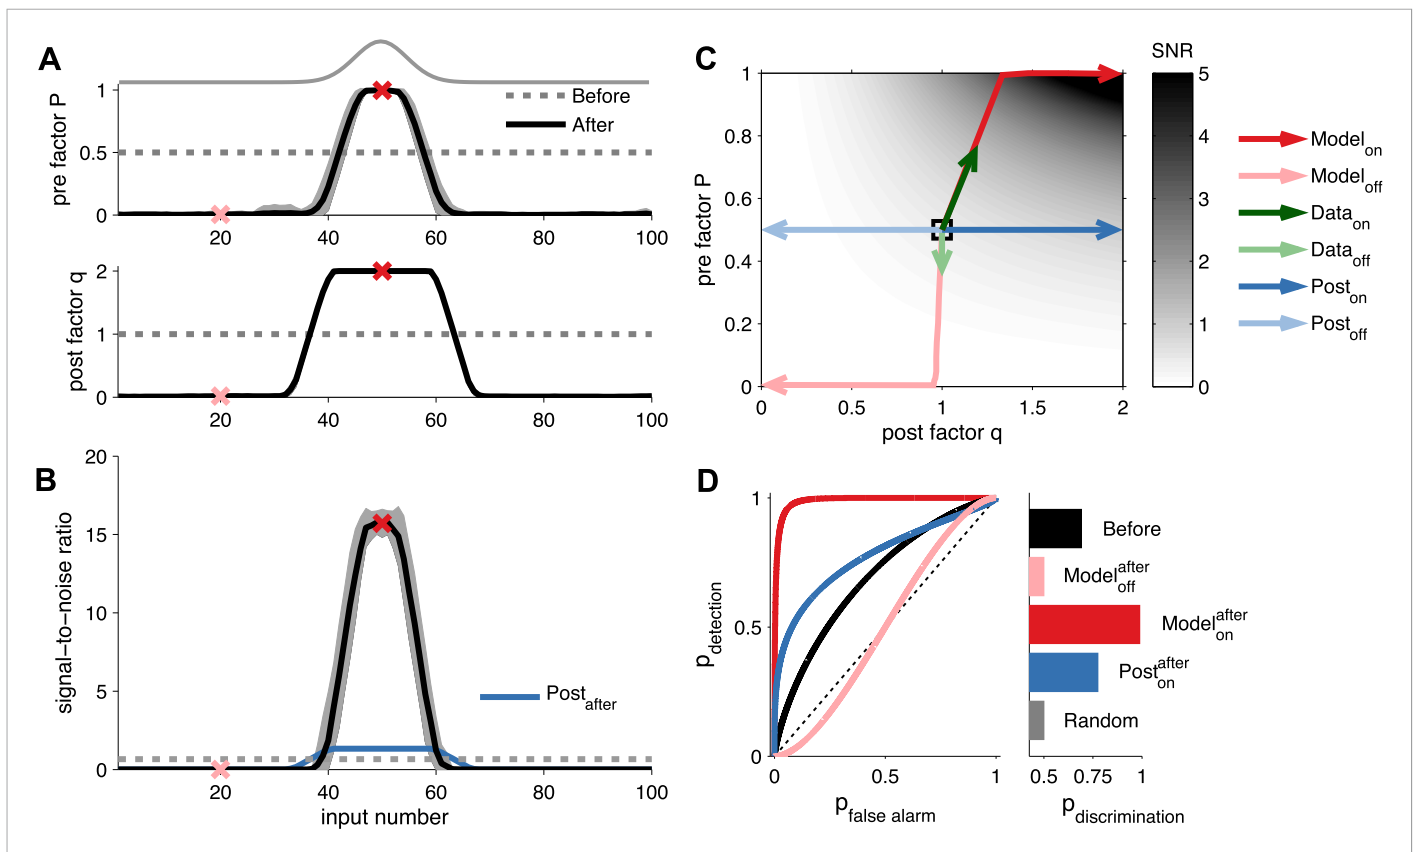 A
pre factor P
1
0.5
0
Before
After
20 40 60 80 100
post factor q
2
1
0
20 40 60 80 100
B
signal−to−noise ratio
20
15
10
5
0
Post after
20 40 60 80 100
input number
C
pre factor P
1
0.8
0.6
0.4
0.2
0
0 0.5 1 1.5 2
post factor q
SNR
5
4
3
2
1
0
Model on
Model off
Data on
Data off
Post on
Post off
D
p detection
1
0.5
0
0 0.5 1
p false alarm
Before
Model after off
Model after on
Post after on
Random
0.5 0.75 1
p discrimination